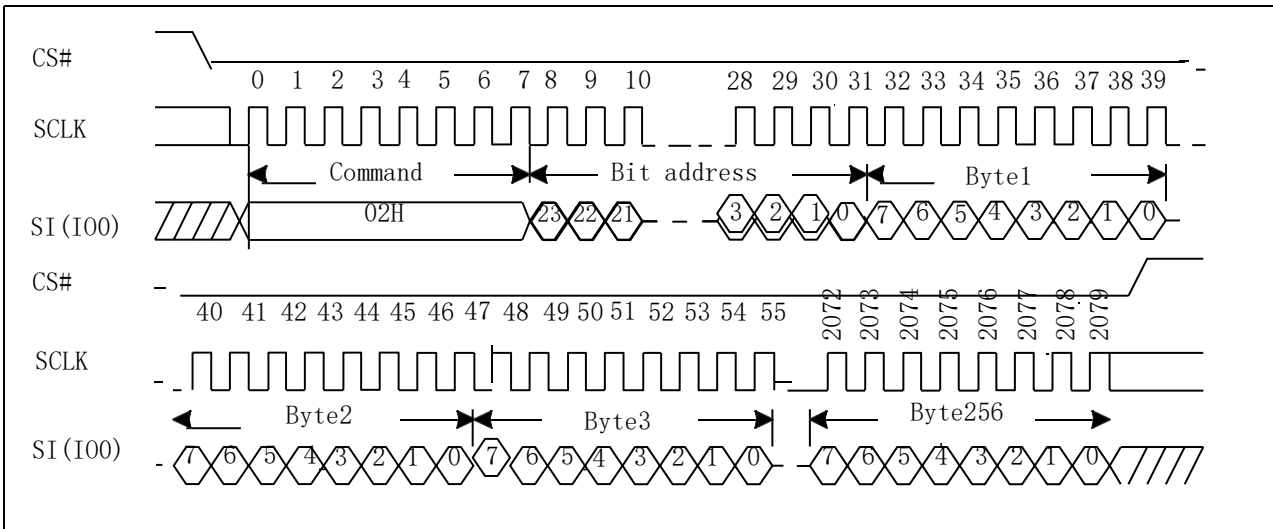 CS#
0 1 2 3 4 5 6 7 8 9 10 28 29 30 31 32 33 34 35 36 37 38 39
SCLK
Command Bit address Byte1
SI(IO0) 02H 23 22 21 3 2 1 0 7 6 5 4 3 2 1 0
CS#
40 41 42 43 44 45 46 47 48 49 50 51 52 53 54 55 2072 2073 2074 2075 2076 2077 2078 2079
SCLK
Byte2 Byte3 Byte256
SI(IO0) 7 6 5 4 3 2 1 0 7 6 5 4 3 2 1 0 7 6 5 4 3 2 1 0